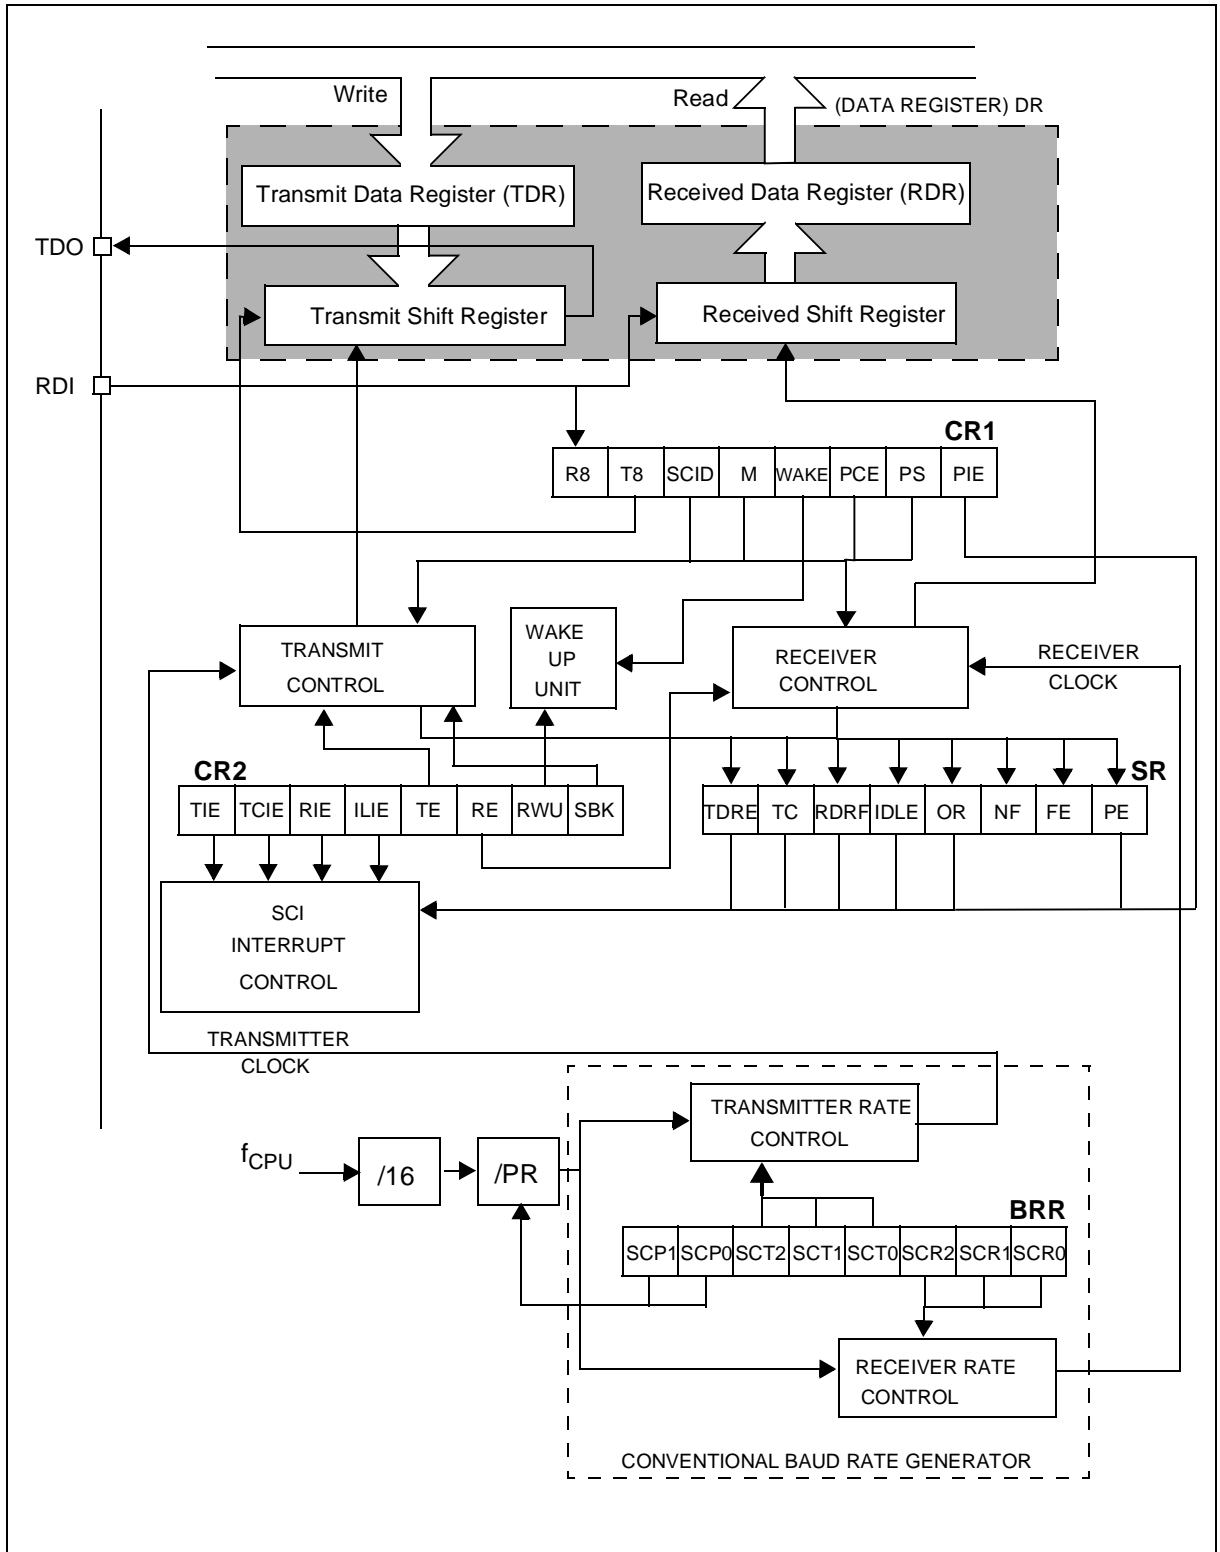 Write
Read
(DATA REGISTER) DR
Transmit Data Register (TDR)
Received Data Register (RDR)
TDO
Transmit Shift Register
Received Shift Register
RDI
CR1
R8 T8 SCID M WAKE PCE PS PIE
TRANSMIT
CONTROL
WAKE
UP
UNIT
RECEIVER
CONTROL
RECEIVER
CLOCK
CR2
TIE TCIE RIE ILIE TE RE RWU SBK
SR
TDRE TC RDRF IDLE OR NF FE PE
SCI
INTERRUPT
CONTROL
TRANSMITTER
CLOCK
TRANSMITTER RATE
CONTROL
fCPU
/16
/PR
BRR
SCP1 SCP0 SCT2 SCT1 SCT0 SCR2 SCR1 SCR0
RECEIVER RATE
CONTROL
CONVENTIONAL BAUD RATE GENERATOR